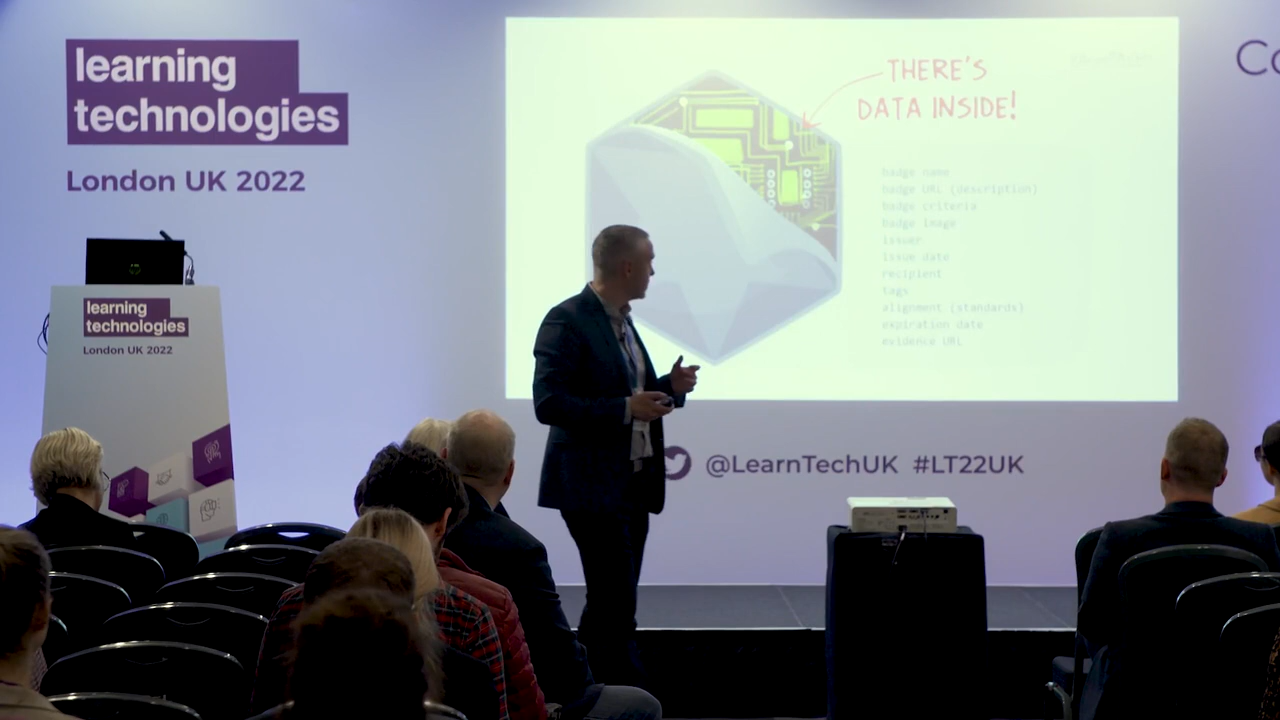 learning
technologies
London UK 2022
learning
technologies
London UK 2022
THERE'S
DATA INSIDE!
badge name
badge URL (description)
badge criteria
badge image
issuer
issue date
recipient
tags
alignment (standards)
expiration date
evidence URL
@LearnTechUK #LT22UK
Co